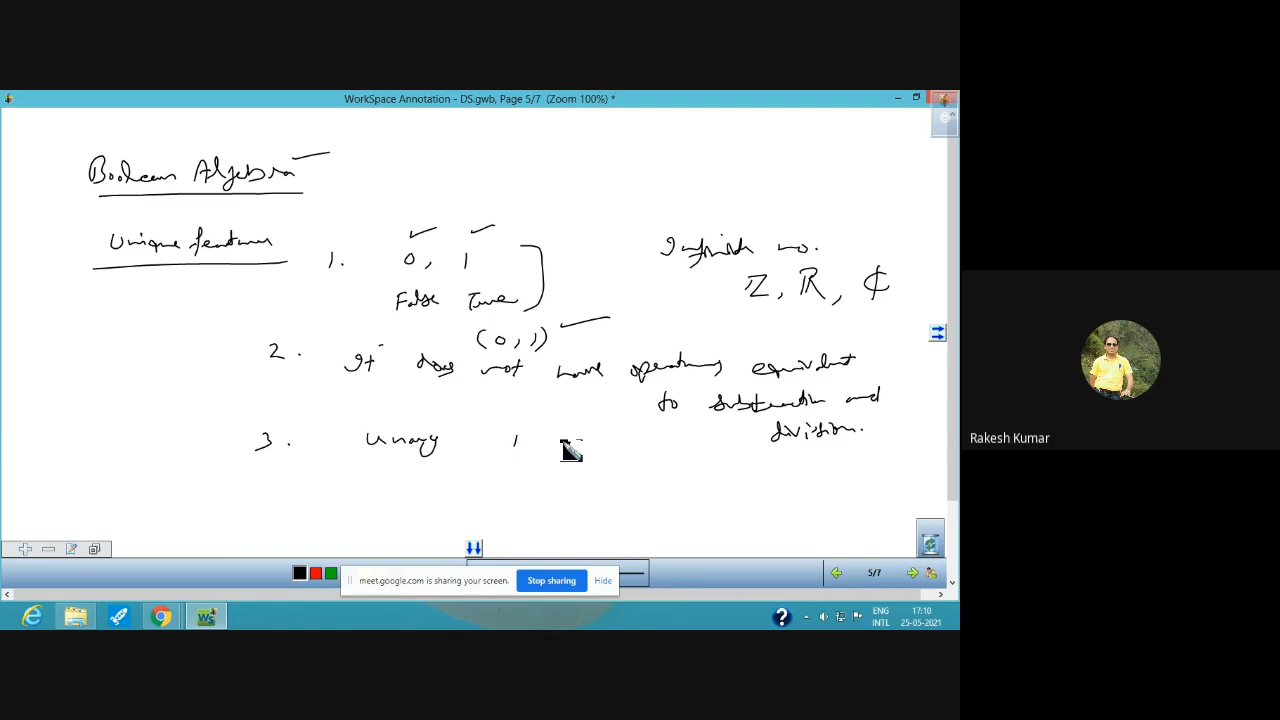 WorkSpace Annotation - DS.gwb, Page 5/7 (Zoom 100%) *
Boolean Algebra
Unique features
1. 0, 1
False True
(0, 1)
Infinite no.
Z, R, C
2. It does not have operations equivalent
to subtraction and
division.
3. Unary 1
Rakesh Kumar
5/7
meet.google.com is sharing your screen. Stop sharing Hide
ENG
INTL
17:10
25-05-2021